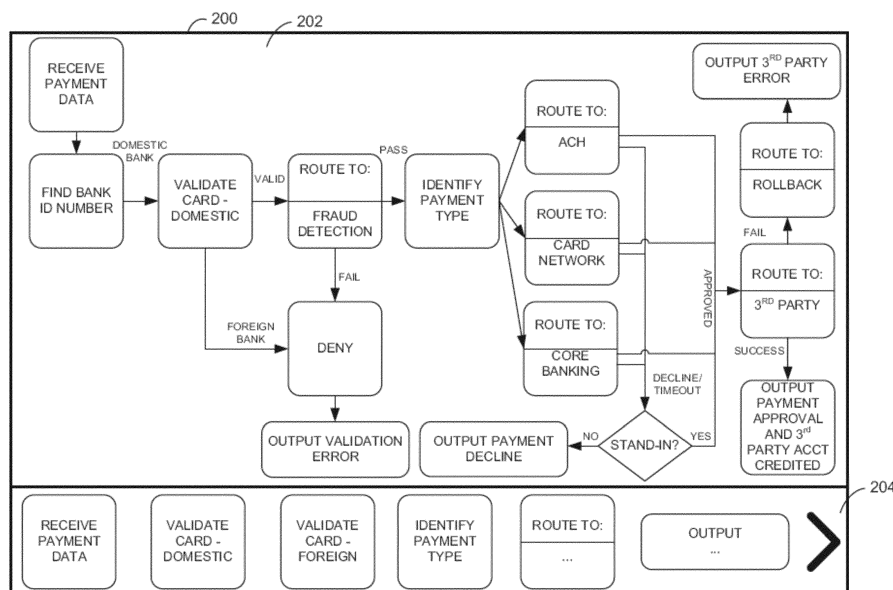 200
202
RECEIVE
PAYMENT
DATA
DOMESTIC
BANK
FIND BANK
ID NUMBER
VALIDATE
CARD -
DOMESTIC
VALID
ROUTE TO:
FRAUD
DETECTION
PASS
IDENTIFY
PAYMENT
TYPE
FAIL
FOREIGN
BANK
DENY
OUTPUT VALIDATION
ERROR
ROUTE TO:
ACH
ROUTE TO:
CARD
NETWORK
ROUTE TO:
CORE
BANKING
DECLINE/
TIMEOUT
STAND-IN?
NO
YES
OUTPUT PAYMENT
DECLINE
APPROVED
ROUTE TO:
3RD PARTY
FAIL
ROUTE TO:
ROLLBACK
OUTPUT 3RD PARTY
ERROR
SUCCESS
OUTPUT
PAYMENT
APPROVAL
AND 3rd
PARTY ACCT
CREDITED
204
RECEIVE
PAYMENT
DATA
VALIDATE
CARD -
DOMESTIC
VALIDATE
CARD -
FOREIGN
IDENTIFY
PAYMENT
TYPE
ROUTE TO:
...
OUTPUT
...